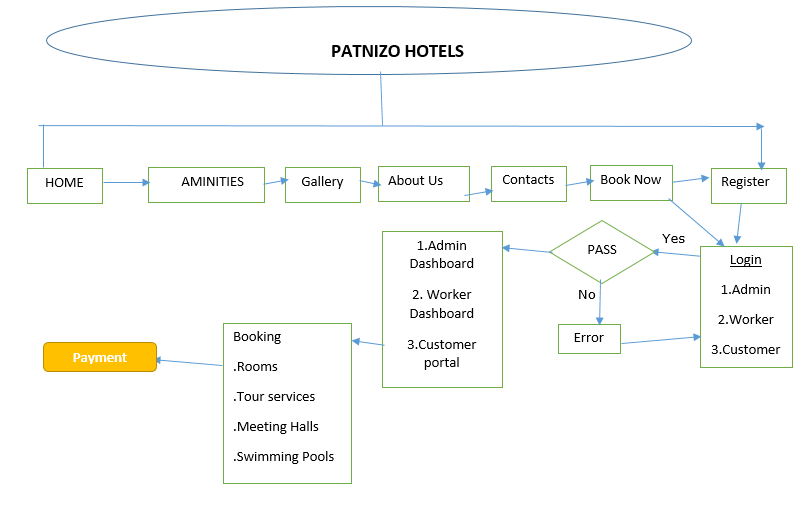 PATNIZO HOTELS
HOME
AMINITIES
Gallery
About Us
Contacts
Book Now
Register
1.Admin
Dashboard
2. Worker
Dashboard
3.Customer
portal
PASS
Yes
No
Error
Login
1.Admin
2.Worker
3.Customer
Booking
.Rooms
.Tour services
.Meeting Halls
.Swimming Pools
Payment